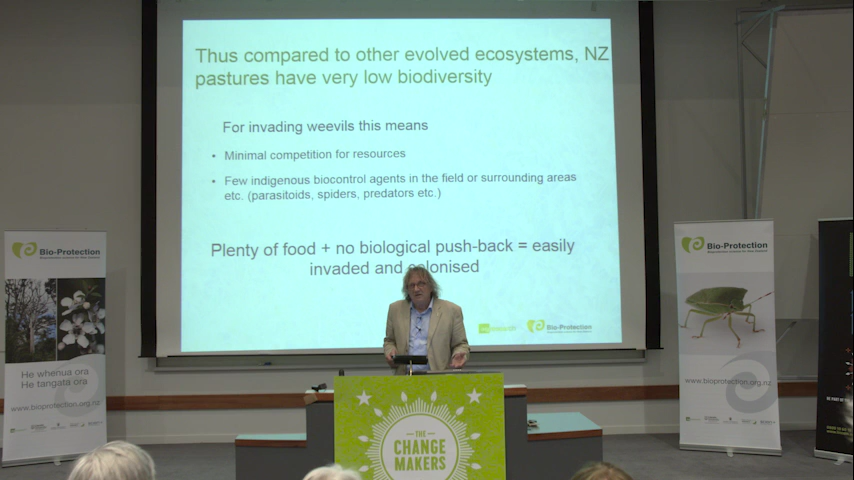 Thus compared to other evolved ecosystems, NZ
pastures have very low biodiversity
For invading weevils this means
• Minimal competition for resources
• Few indigenous biocontrol agents in the field or surrounding areas
etc. (parasitoids, spiders, predators etc.)
Plenty of food + no biological push-back = easily
invaded and colonised
Bio-Protection
Bio-Protection
He whenua ora
He tangata ora
www.bioprotection.org.nz
Bio-Protection
www.bioprotection.org.nz
THE
CHANGE
MAKERS